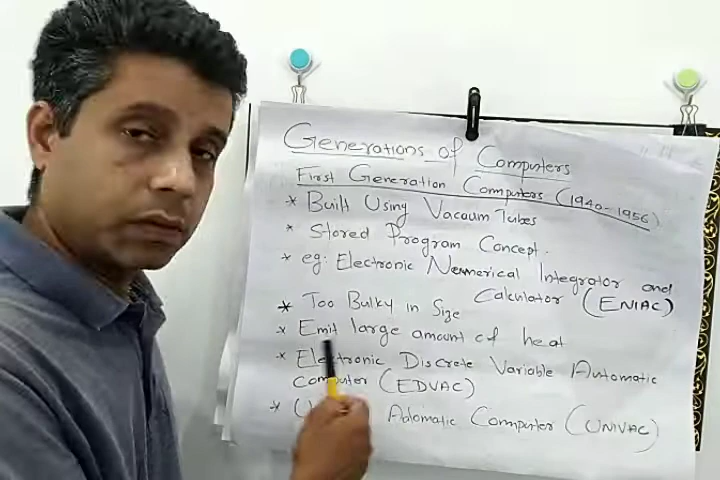 Generations of Computers
First Generation Computers (1940-1956)
* Built Using Vacuum Tubes
* Stored Program Concept.
* eg: Electronic Nemerical Integrator and
Calculator (ENIAC)
* Too Bulky in Size
* Emit large amount of heat
* Electronic Discrete Variable Automatic
Computer (EDVAC)
* Automatic Computer (UNIVAC)